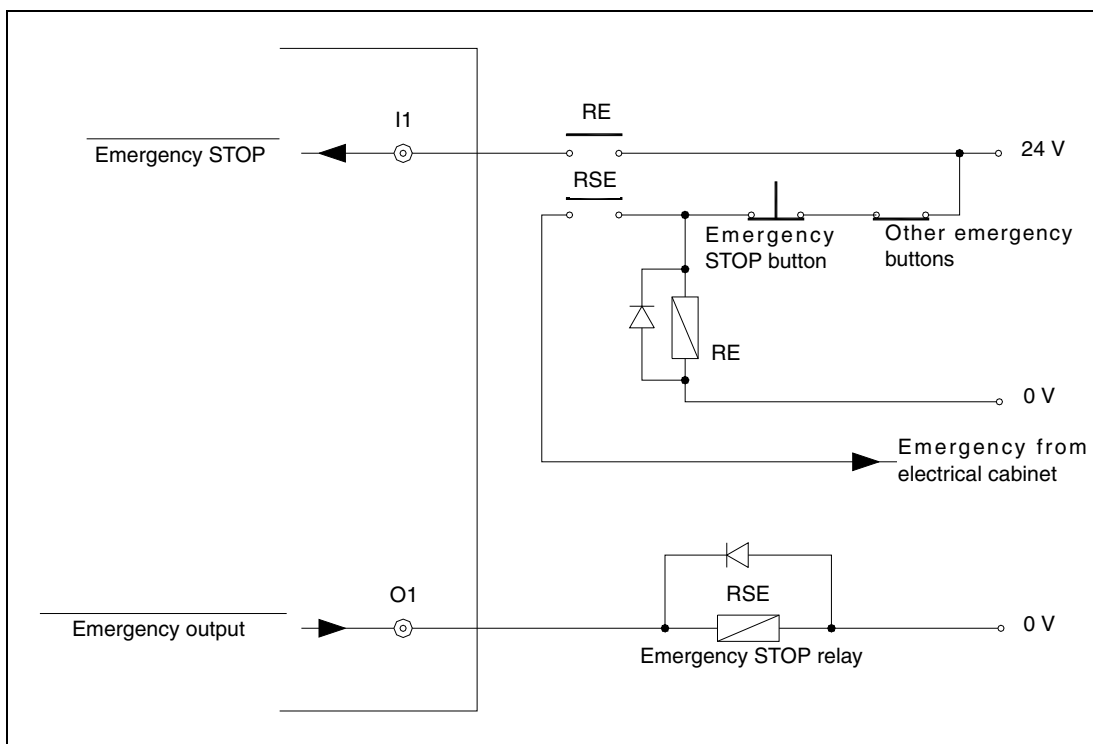 I1
RE
Emergency STOP
24 V
RSE
Emergency
STOP button
Other emergency
buttons
RE
0 V
Emergency from
electrical cabinet
O1
RSE
Emergency output
0 V
Emergency STOP relay